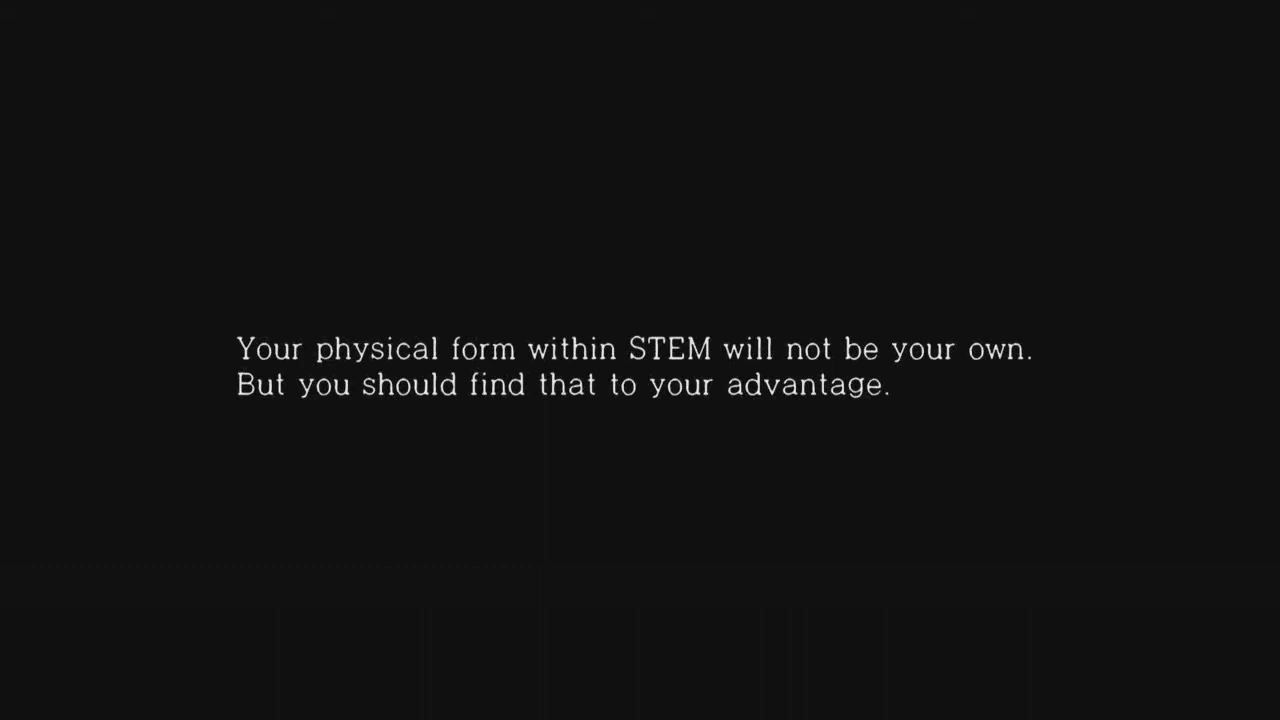 Your physical form within STEM will not be your own.
But you should find that to your advantage.